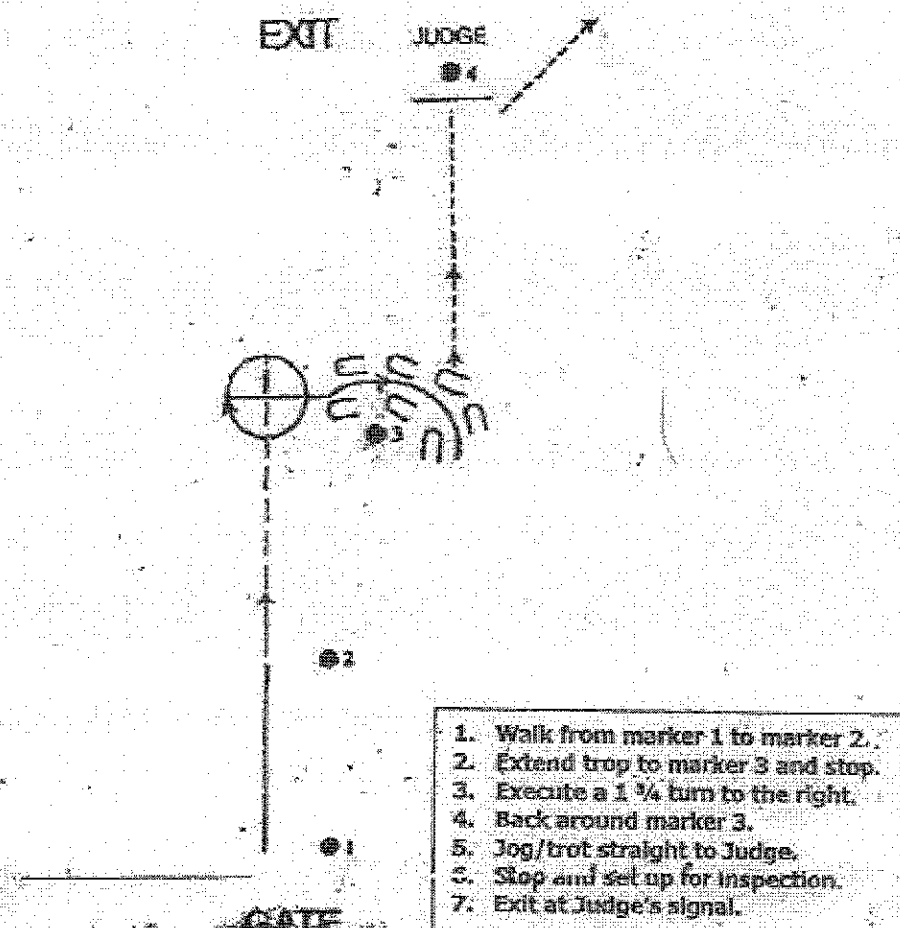 EXIT
JUDGE
4
3
2
1
GATE
1. Walk from marker 1 to marker 2.
2. Extend trop to marker 3 and stop.
3. Execute a 1 ¾ turn to the right.
4. Back around marker 3.
5. Jog/trot straight to Judge.
6. Stop and set up for inspection.
7. Exit at Judge's signal.